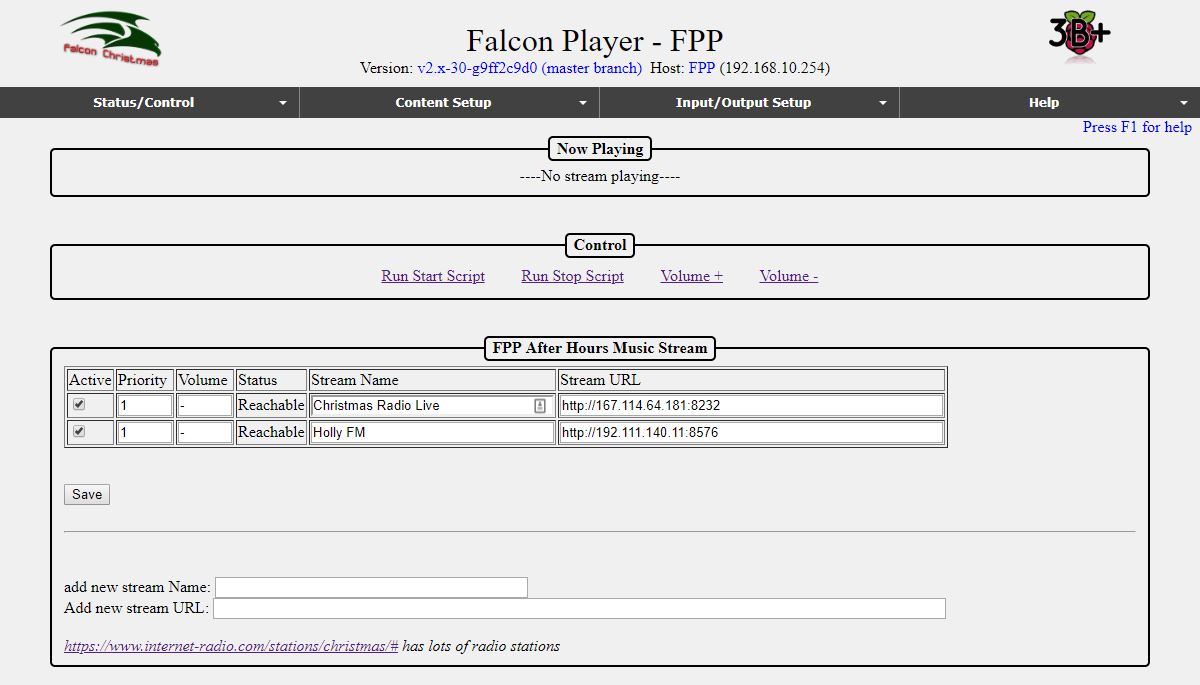 Falcon Christmas
3B+
Falcon Player - FPP
Version: v2.x-30-g9ff2c9d0 (master branch) Host: FPP (192.168.10.254)
Status/Control Content Setup Input/Output Setup Help
Press F1 for help
Now Playing
----No stream playing----
Control
Run Start Script Run Stop Script Volume + Volume -
FPP After Hours Music Stream
Active Priority Volume Status Stream Name Stream URL
1 - Reachable Christmas Radio Live http://167.114.64.181:8232
1 - Reachable Holly FM http://192.111.140.11:8576
Save
add new stream Name:
Add new stream URL:
https://www.internet-radio.com/stations/christmas/# has lots of radio stations